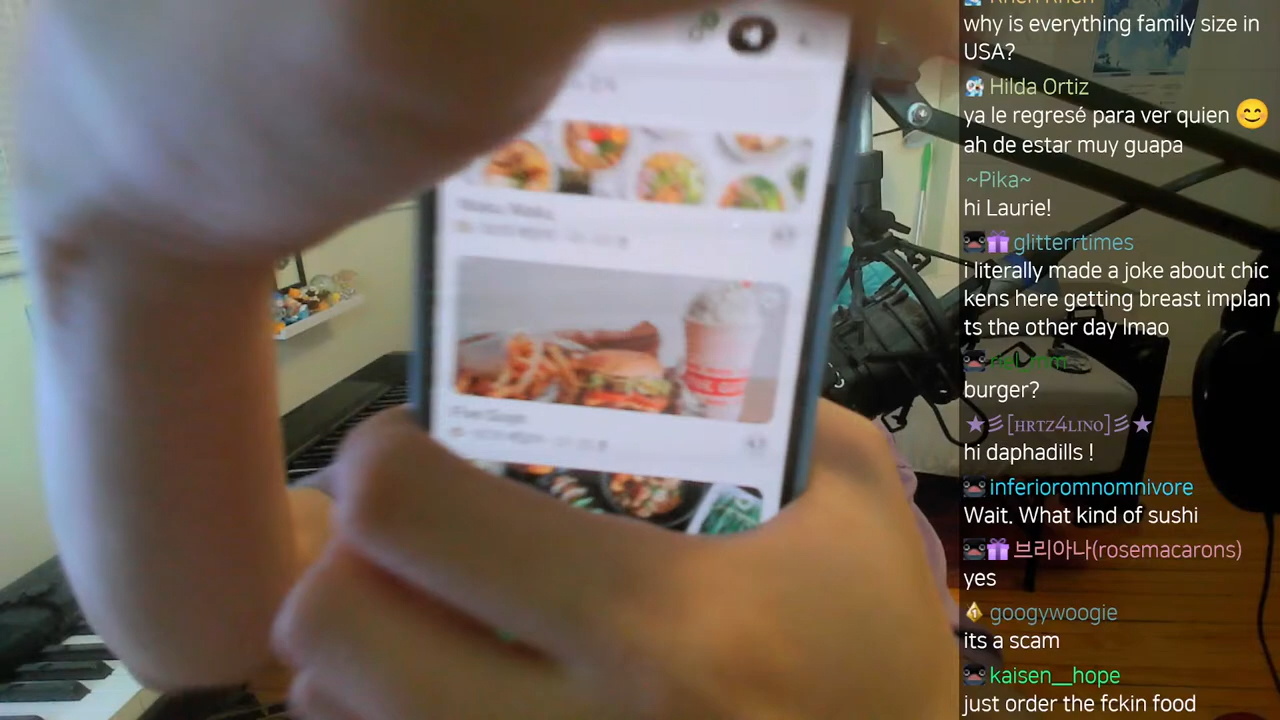 why is everything family size in
USA?
Hilda Ortiz
ya le regresé para ver quien 😊
ah de estar muy guapa
~Pika~
hi Laurie!
glitterrtimes
i literally made a joke about chic
kens here getting breast implan
ts the other day lmao
burger?
★彡[ʜʀᴛᴢ4ʟɪɴᴏ]彡★
hi daphadills !
inferioromnomnivore
Wait. What kind of sushi
브리아나(rosemacarons)
yes
googywoogie
its a scam
kaisen__hope
just order the fckin food
Five Guys